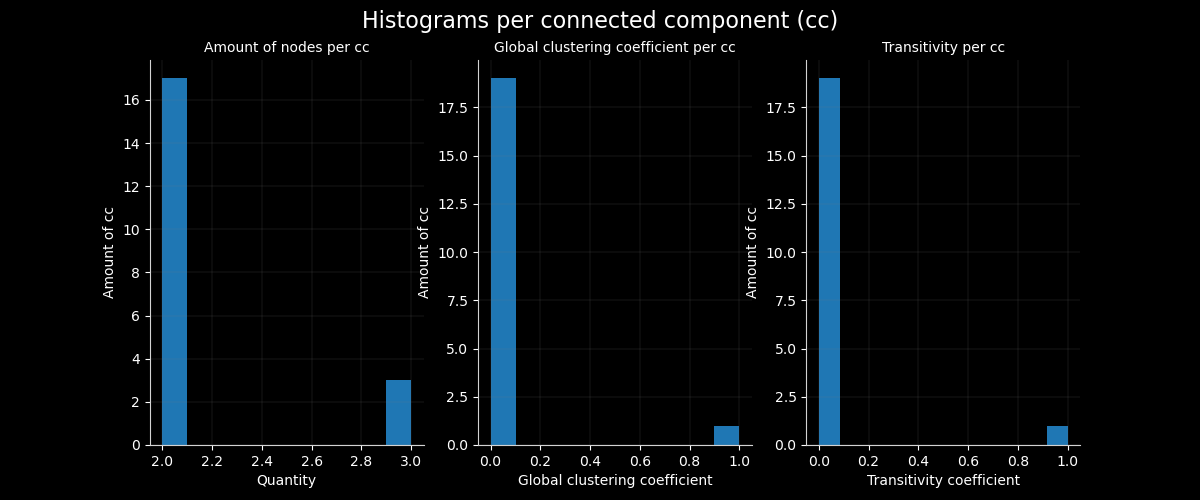 Histograms per connected component (cc)
Amount of nodes per cc
Amount of cc
0
2
4
6
8
10
12
14
16
2.0 2.2 2.4 2.6 2.8 3.0
Quantity
Global clustering coefficient per cc
Amount of cc
0.0
2.5
5.0
7.5
10.0
12.5
15.0
17.5
0.0 0.2 0.4 0.6 0.8 1.0
Global clustering coefficient
Transitivity per cc
Amount of cc
0.0
2.5
5.0
7.5
10.0
12.5
15.0
17.5
0.0 0.2 0.4 0.6 0.8 1.0
Transitivity coefficient